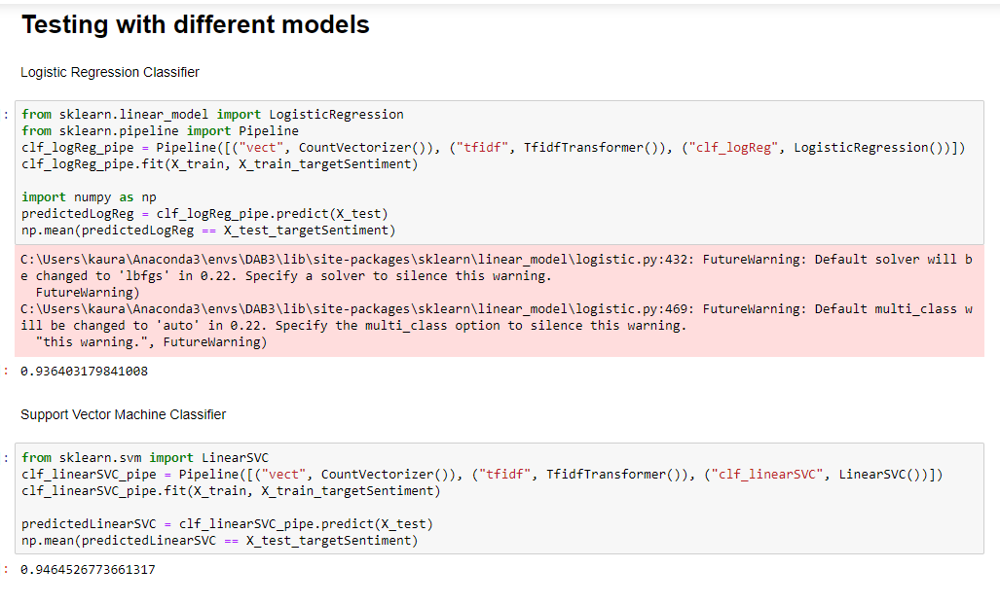 Testing with different models
Logistic Regression Classifier
: from sklearn.linear_model import LogisticRegression
from sklearn.pipeline import Pipeline
clf_logReg_pipe = Pipeline([("vect", CountVectorizer()), ("tfidf", TfidfTransformer()), ("clf_logReg", LogisticRegression())])
clf_logReg_pipe.fit(X_train, X_train_targetSentiment)
import numpy as np
predictedLogReg = clf_logReg_pipe.predict(X_test)
np.mean(predictedLogReg == X_test_targetSentiment)
C:\Users\kaura\Anaconda3\envs\DAB3\lib\site-packages\sklearn\linear_model\logistic.py:432: FutureWarning: Default solver will b
e changed to 'lbfgs' in 0.22. Specify a solver to silence this warning.
  FutureWarning)
C:\Users\kaura\Anaconda3\envs\DAB3\lib\site-packages\sklearn\linear_model\logistic.py:469: FutureWarning: Default multi_class w
ill be changed to 'auto' in 0.22. Specify the multi_class option to silence this warning.
  "this warning.", FutureWarning)
: 0.936403179841008
Support Vector Machine Classifier
: from sklearn.svm import LinearSVC
clf_linearSVC_pipe = Pipeline([("vect", CountVectorizer()), ("tfidf", TfidfTransformer()), ("clf_linearSVC", LinearSVC())])
clf_linearSVC_pipe.fit(X_train, X_train_targetSentiment)
predictedLinearSVC = clf_linearSVC_pipe.predict(X_test)
np.mean(predictedLinearSVC == X_test_targetSentiment)
: 0.9464526773661317